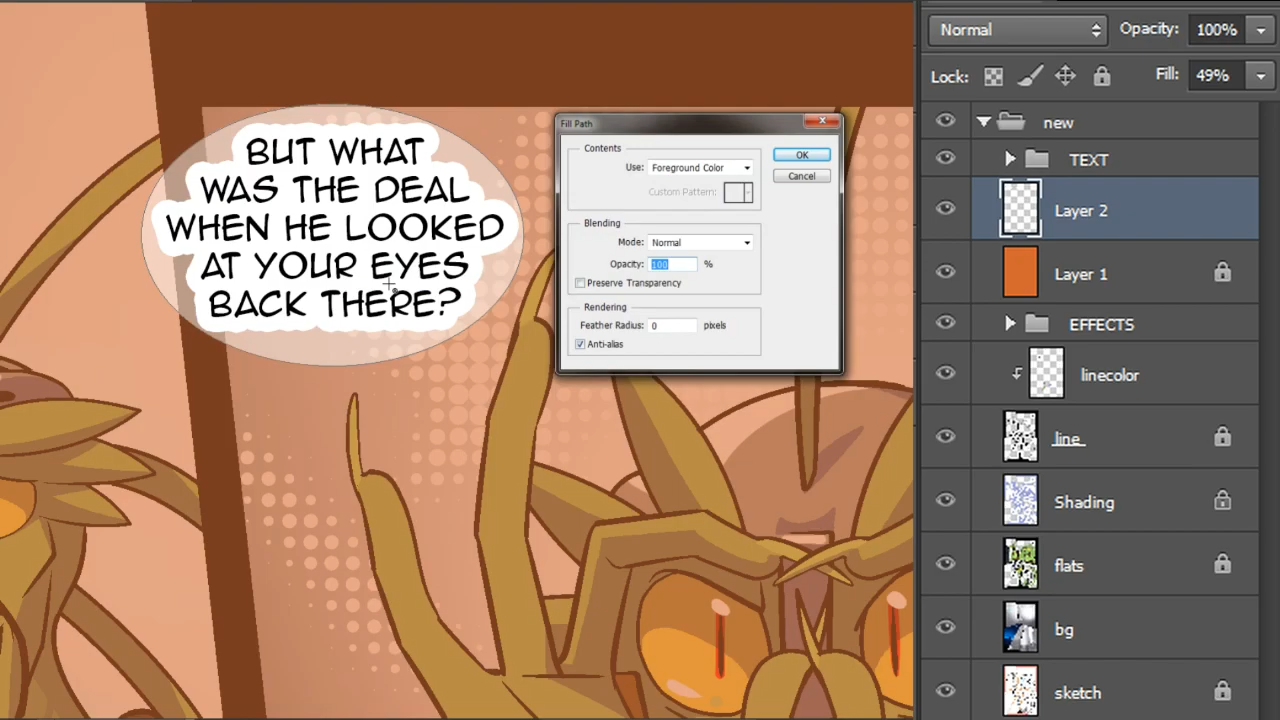 BUT WHAT
WAS THE DEAL
WHEN HE LOOKED
AT YOUR EYES
BACK THERE?
Fill Path
Contents
Use: Foreground Color
Custom Pattern:
OK
Cancel
Blending
Mode: Normal
Opacity: 100 %
Preserve Transparency
Rendering
Feather Radius: 0 pixels
Anti-alias
Normal Opacity: 100%
Lock: Fill: 49%
new
TEXT
Layer 2
Layer 1
EFFECTS
linecolor
line
Shading
flats
bg
sketch